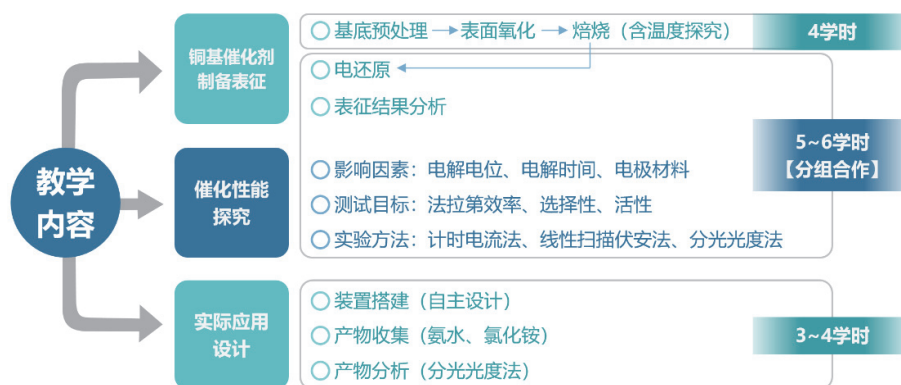 教学
内容
铜基催化剂
制备表征
基底预处理
表面氧化
焙烧（含温度探究）
4学时
电还原
表征结果分析
催化性能
探究
影响因素：电解电位、电解时间、电极材料
测试目标：法拉第效率、选择性、活性
实验方法：计时电流法、线性扫描伏安法、分光光度法
5~6学时
【分组合作】
实际应用
设计
装置搭建（自主设计）
产物收集（氨水、氯化铵）
产物分析（分光光度法）
3~4学时